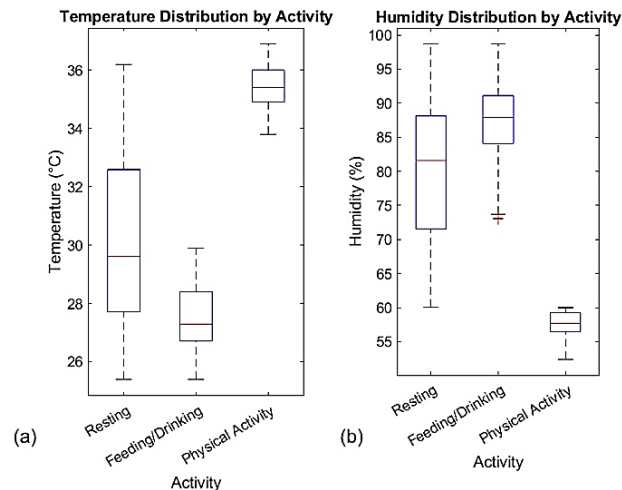 Temperature Distribution by Activity
36
34
32
30
28
26
Temperature (°C)
Resting
Feeding/Drinking
Physical Activity
Activity
(a)
Humidity Distribution by Activity
100
95
90
85
80
75
70
65
60
55
Humidity (%)
Resting
Feeding/Drinking
Physical Activity
Activity
(b)